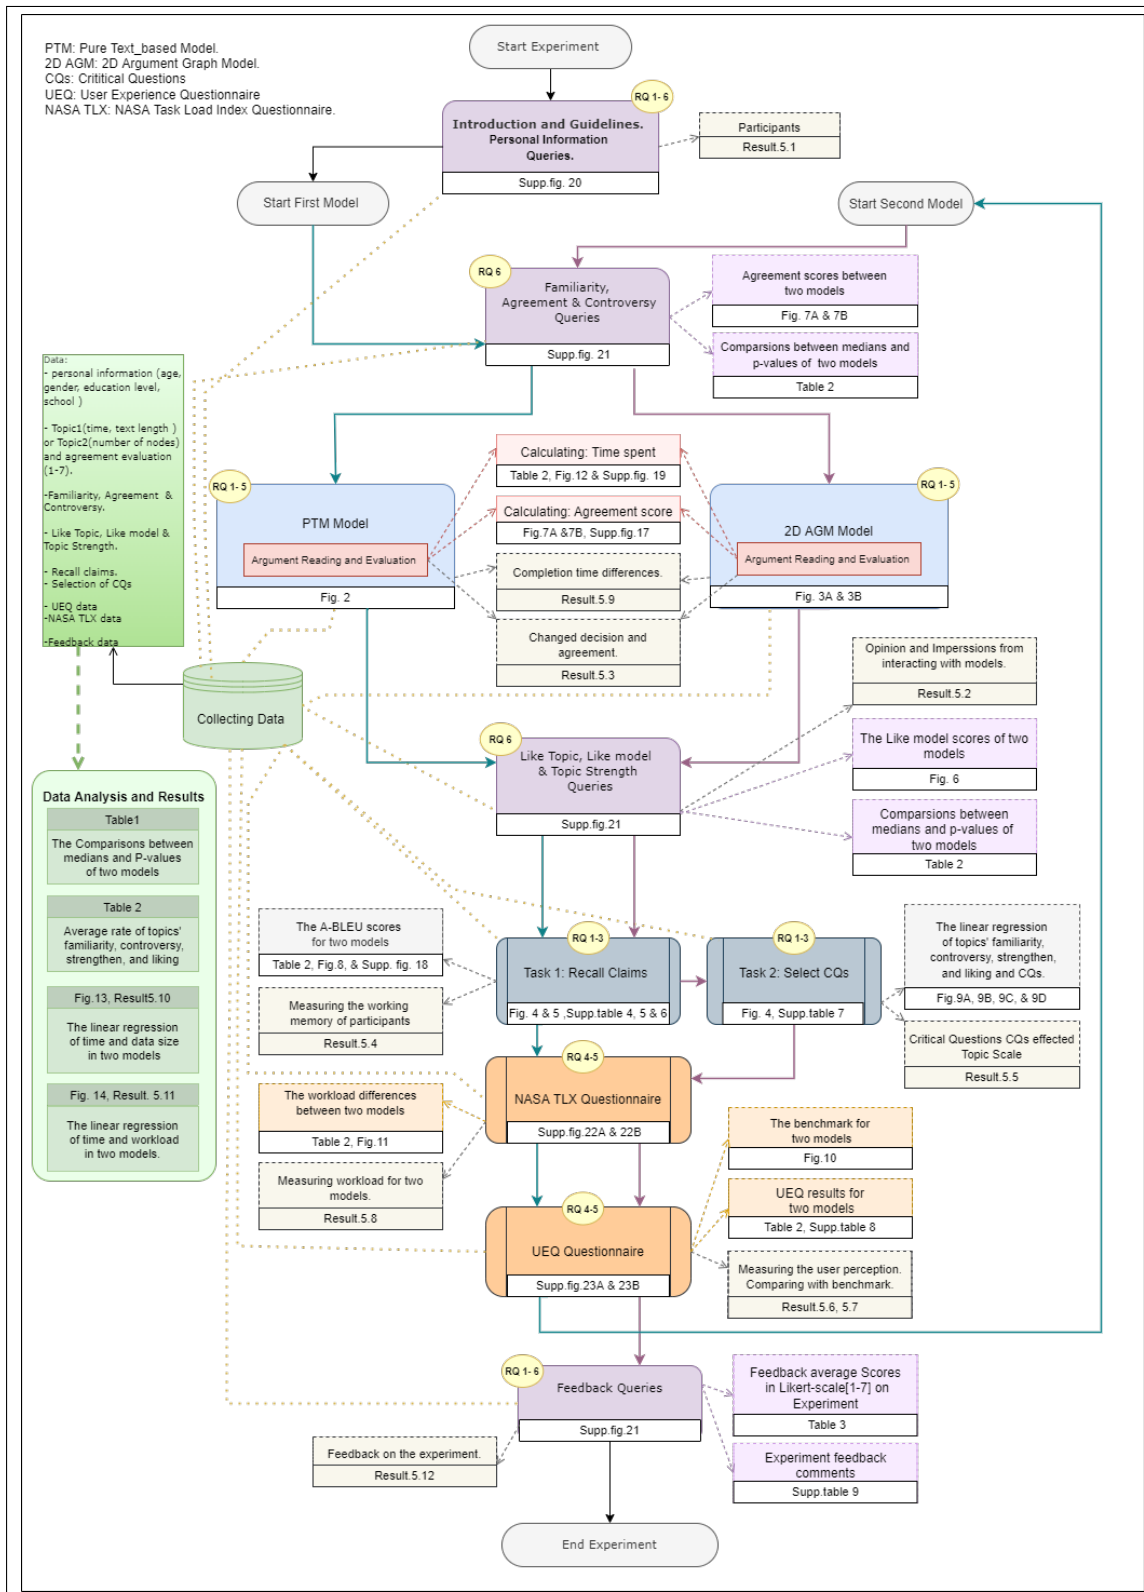 PTM: Pure Text_based Model.
2D AGM: 2D Argument Graph Model.
CQs: Crititical Questions
UEQ: User Experience Questionnaire
NASA TLX: NASA Task Load Index Questionnaire.
Start Experiment
RQ 1- 6
Introduction and Guidelines.
Personal Information
Queries.
Supp.fig. 20
Participants
Result.5.1
Start First Model
Start Second Model
RQ 6
Familiarity,
Agreement & Controversy
Queries
Supp.fig. 21
Agreement scores between
two models
Fig. 7A & 7B
Comparsions between medians and
p-values of two models
Table 2
Data:
- personal information (age,
gender, education level,
school )
- Topic1(time, text length )
or Topic2(number of nodes)
and agreement evaluation
(1-7).
-Familiarity, Agreement &
Controversy.
- Like Topic, Like model &
Topic Strength.
- Recall claims.
- Selection of CQs
- UEQ data
-NASA TLX data
-Feedback data
RQ 1- 5
PTM Model
Argument Reading and Evaluation
Fig. 2
Calculating: Time spent
Table 2, Fig.12 & Supp.fig. 19
Calculating: Agreement score
Fig.7A &7B, Supp.fig.17
Completion time differences.
Result.5.9
Changed decision and
agreement.
Result.5.3
RQ 1- 5
2D AGM Model
Argument Reading and Evaluation
Fig. 3A & 3B
Collecting Data
Opinion and Imperssions from
interacting with models.
Result.5.2
RQ 6
Like Topic, Like model
& Topic Strength
Queries
Supp.fig.21
The Like model scores of two
models
Fig. 6
Comparsions between
medians and p-values of
two models
Table 2
Data Analysis and Results
Table1
The Comparisons between
medians and P-values
of two models
Table 2
Average rate of topics'
familiarity, controversy,
strengthen, and liking
Fig.13, Result5.10
The linear regression
of time and data size
in two models
Fig. 14, Result. 5.11
The linear regression
of time and workload
in two models.
The A-BLEU scores
for two models
Table 2, Fig.8, & Supp. fig. 18
Measuring the working
memory of participants
Result.5.4
RQ 1-3
Task 1: Recall Claims
Fig. 4 & 5 ,Supp.table 4, 5 & 6
RQ 1-3
Task 2: Select CQs
Fig. 4, Supp.table 7
The linear regression
of topics' familiarity,
controversy, strengthen,
and liking and CQs.
Fig.9A, 9B, 9C, & 9D
Critical Questions CQs effected
Topic Scale
Result.5.5
RQ 4-5
NASA TLX Questionnaire
Supp.fig.22A & 22B
The workload differences
between two models
Table 2, Fig.11
Measuring workload for two
models.
Result.5.8
RQ 4-5
UEQ Questionnaire
Supp.fig.23A & 23B
The benchmark for
two models
Fig.10
UEQ results for
two models
Table 2, Supp.table 8
Measuring the user perception.
Comparing with benchmark.
Result.5.6, 5.7
RQ 1- 6
Feedback Queries
Supp.fig.21
Feedback average Scores
in Likert-scale[1-7] on
Experiment
Table 3
Feedback on the experiment.
Result.5.12
Experiment feedback
comments
Supp.table 9
End Experiment